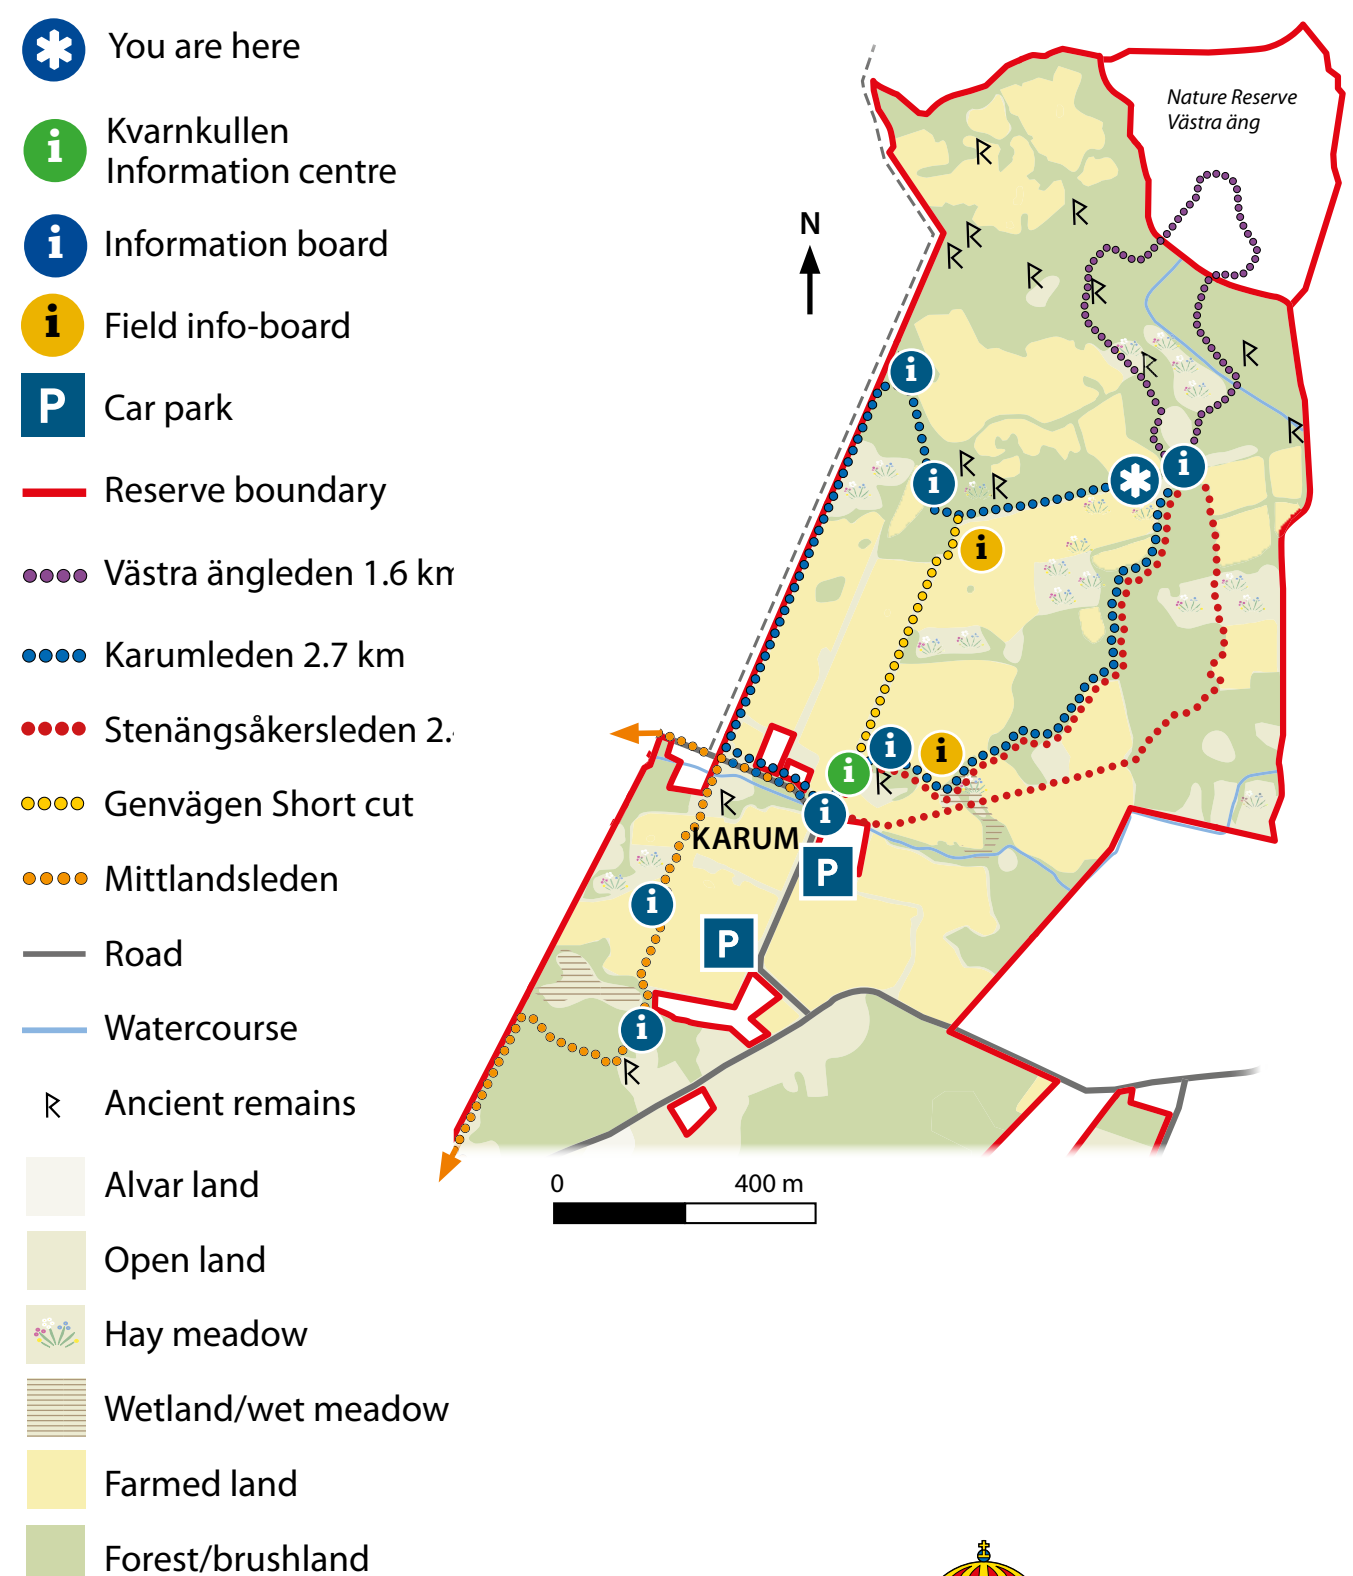 You are here
Kvarnkullen
Information centre
Information board
Field info-board
P Car park
Reserve boundary
Västra ängleden 1.6 km
Karumleden 2.7 km
Stenängsåkersleden 2.
Genvägen Short cut
Mittlandsleden
Road
Watercourse
Ancient remains
Alvar land
Open land
Hay meadow
Wetland/wet meadow
Farmed land
Forest/brushland
Nature Reserve
Västra äng
N
KARUM
P
P
0 400 m